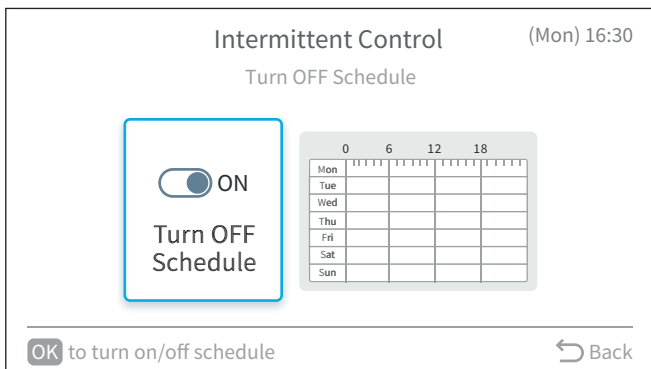 Intermittent Control
(Mon) 16:30
Turn OFF Schedule
ON
Turn OFF
Schedule
0 6 12 18
Mon
Tue
Wed
Thu
Fri
Sat
Sun
OK to turn on/off schedule
Back